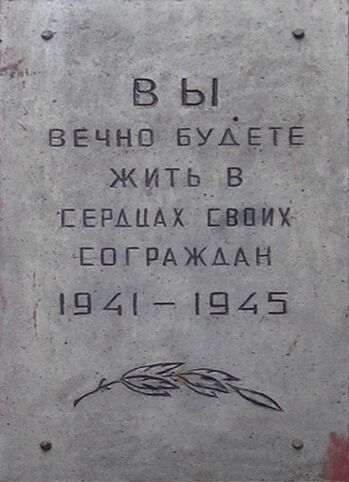 ВЫ
ВЕЧНО БУДЕТЕ
ЖИТЬ В
СЕРДЦАХ СВОИХ
СОГРАЖДАН
1941 – 1945